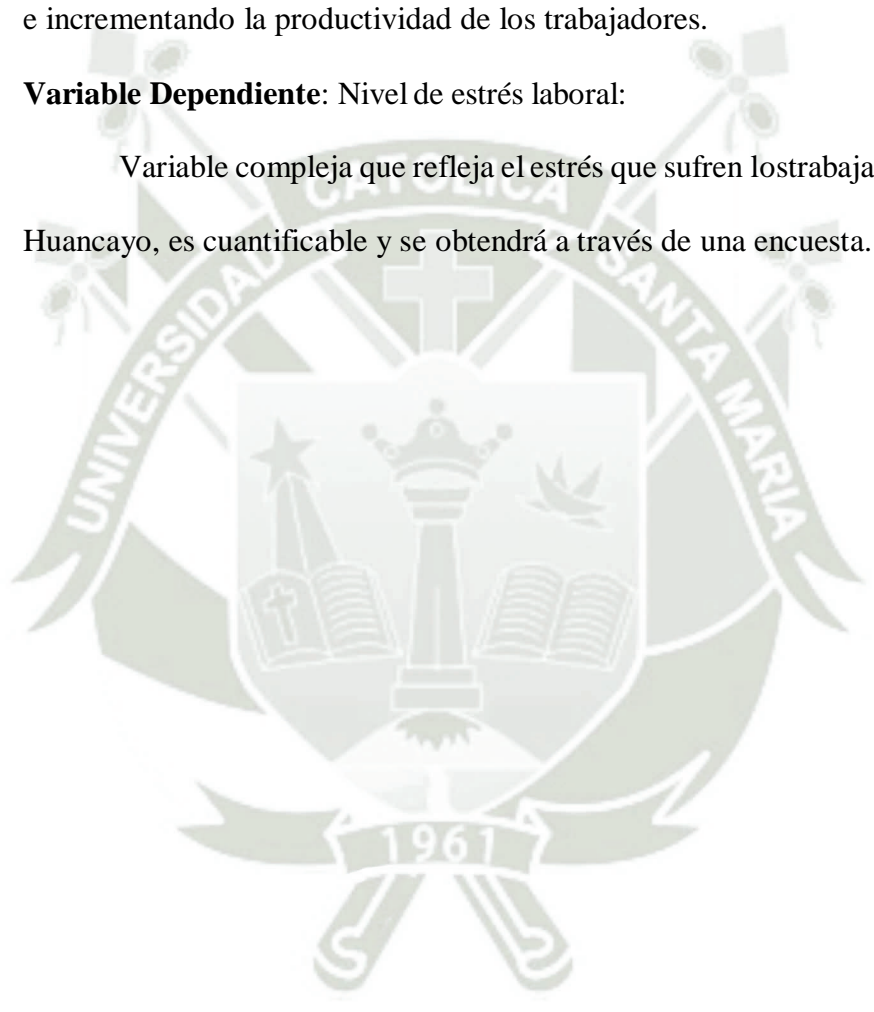 e incrementando la productividad de los trabajadores.
Variable Dependiente: Nivel de estrés laboral:
Variable compleja que refleja el estrés que sufren lostrabaja
Huancayo, es cuantificable y se obtendrá a través de una encuesta.
UNIVERSIDAD CATOLICA SANTA MARIA
1961